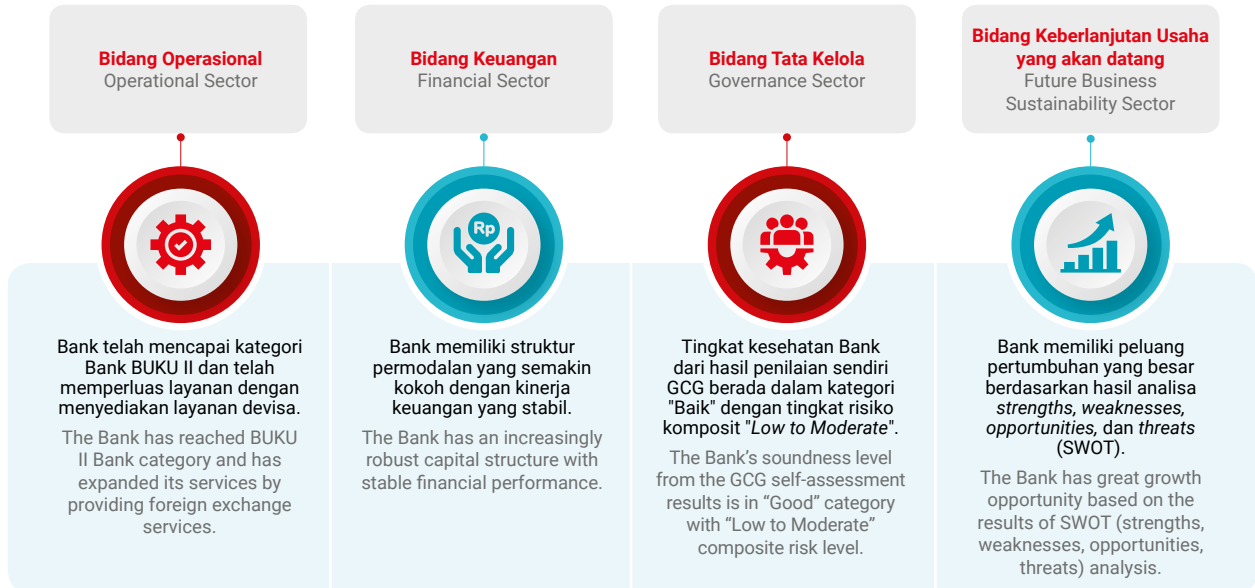 Bidang Operasional
Operational Sector
Bidang Keuangan
Financial Sector
Bidang Tata Kelola
Governance Sector
Bidang Keberlanjutan Usaha
yang akan datang
Future Business
Sustainability Sector
Rp
Bank telah mencapai kategori
Bank BUKU II dan telah
memperluas layanan dengan
menyediakan layanan devisa.
The Bank has reached BUKU
II Bank category and has
expanded its services by
providing foreign exchange
services.
Bank memiliki struktur
permodalan yang semakin
kokoh dengan kinerja
keuangan yang stabil.
The Bank has an increasingly
robust capital structure with
stable financial performance.
Tingkat kesehatan Bank
dari hasil penilaian sendiri
GCG berada dalam kategori
"Baik" dengan tingkat risiko
komposit "Low to Moderate".
The Bank’s soundness level
from the GCG self-assessment
results is in “Good” category
with “Low to Moderate”
composite risk level.
Bank memiliki peluang
pertumbuhan yang besar
berdasarkan hasil analisa
strengths, weaknesses,
opportunities, dan threats
(SWOT).
The Bank has great growth
opportunity based on the
results of SWOT (strengths,
weaknesses, opportunities,
threats) analysis.